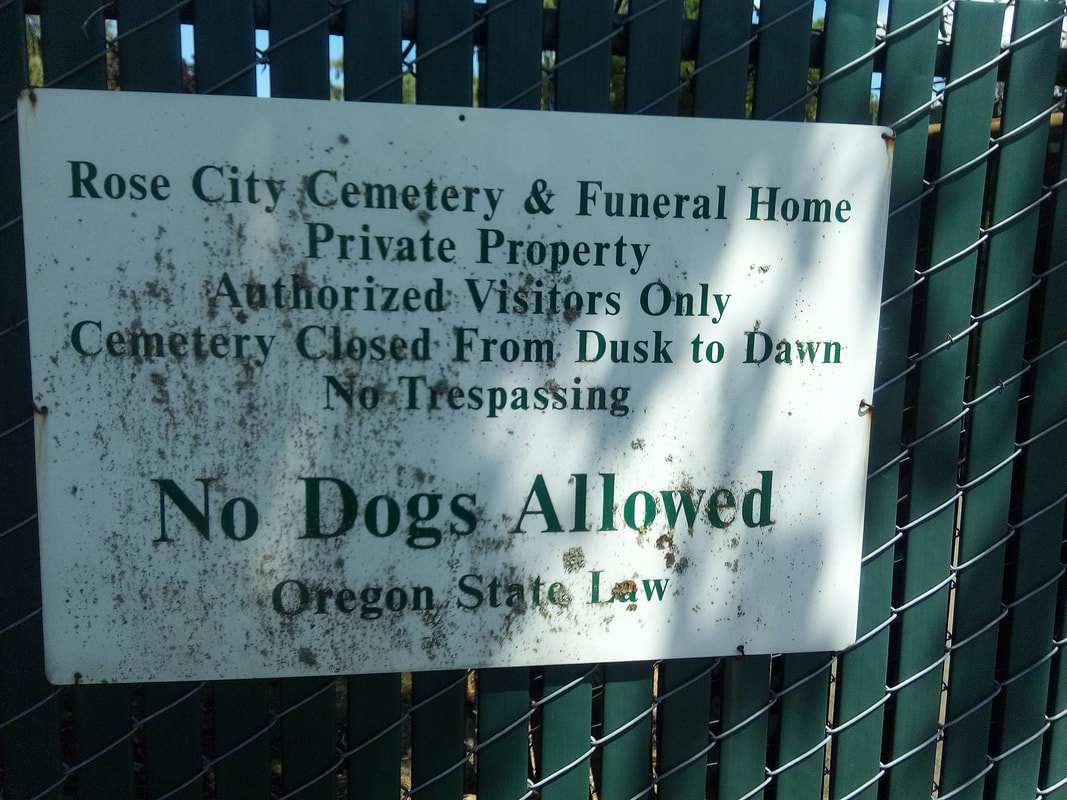 Rose City Cemetery & Funeral Home
Private Property
Authorized Visitors Only
Cemetery Closed From Dusk to Dawn
No Trespassing
No Dogs Allowed
Oregon State Law